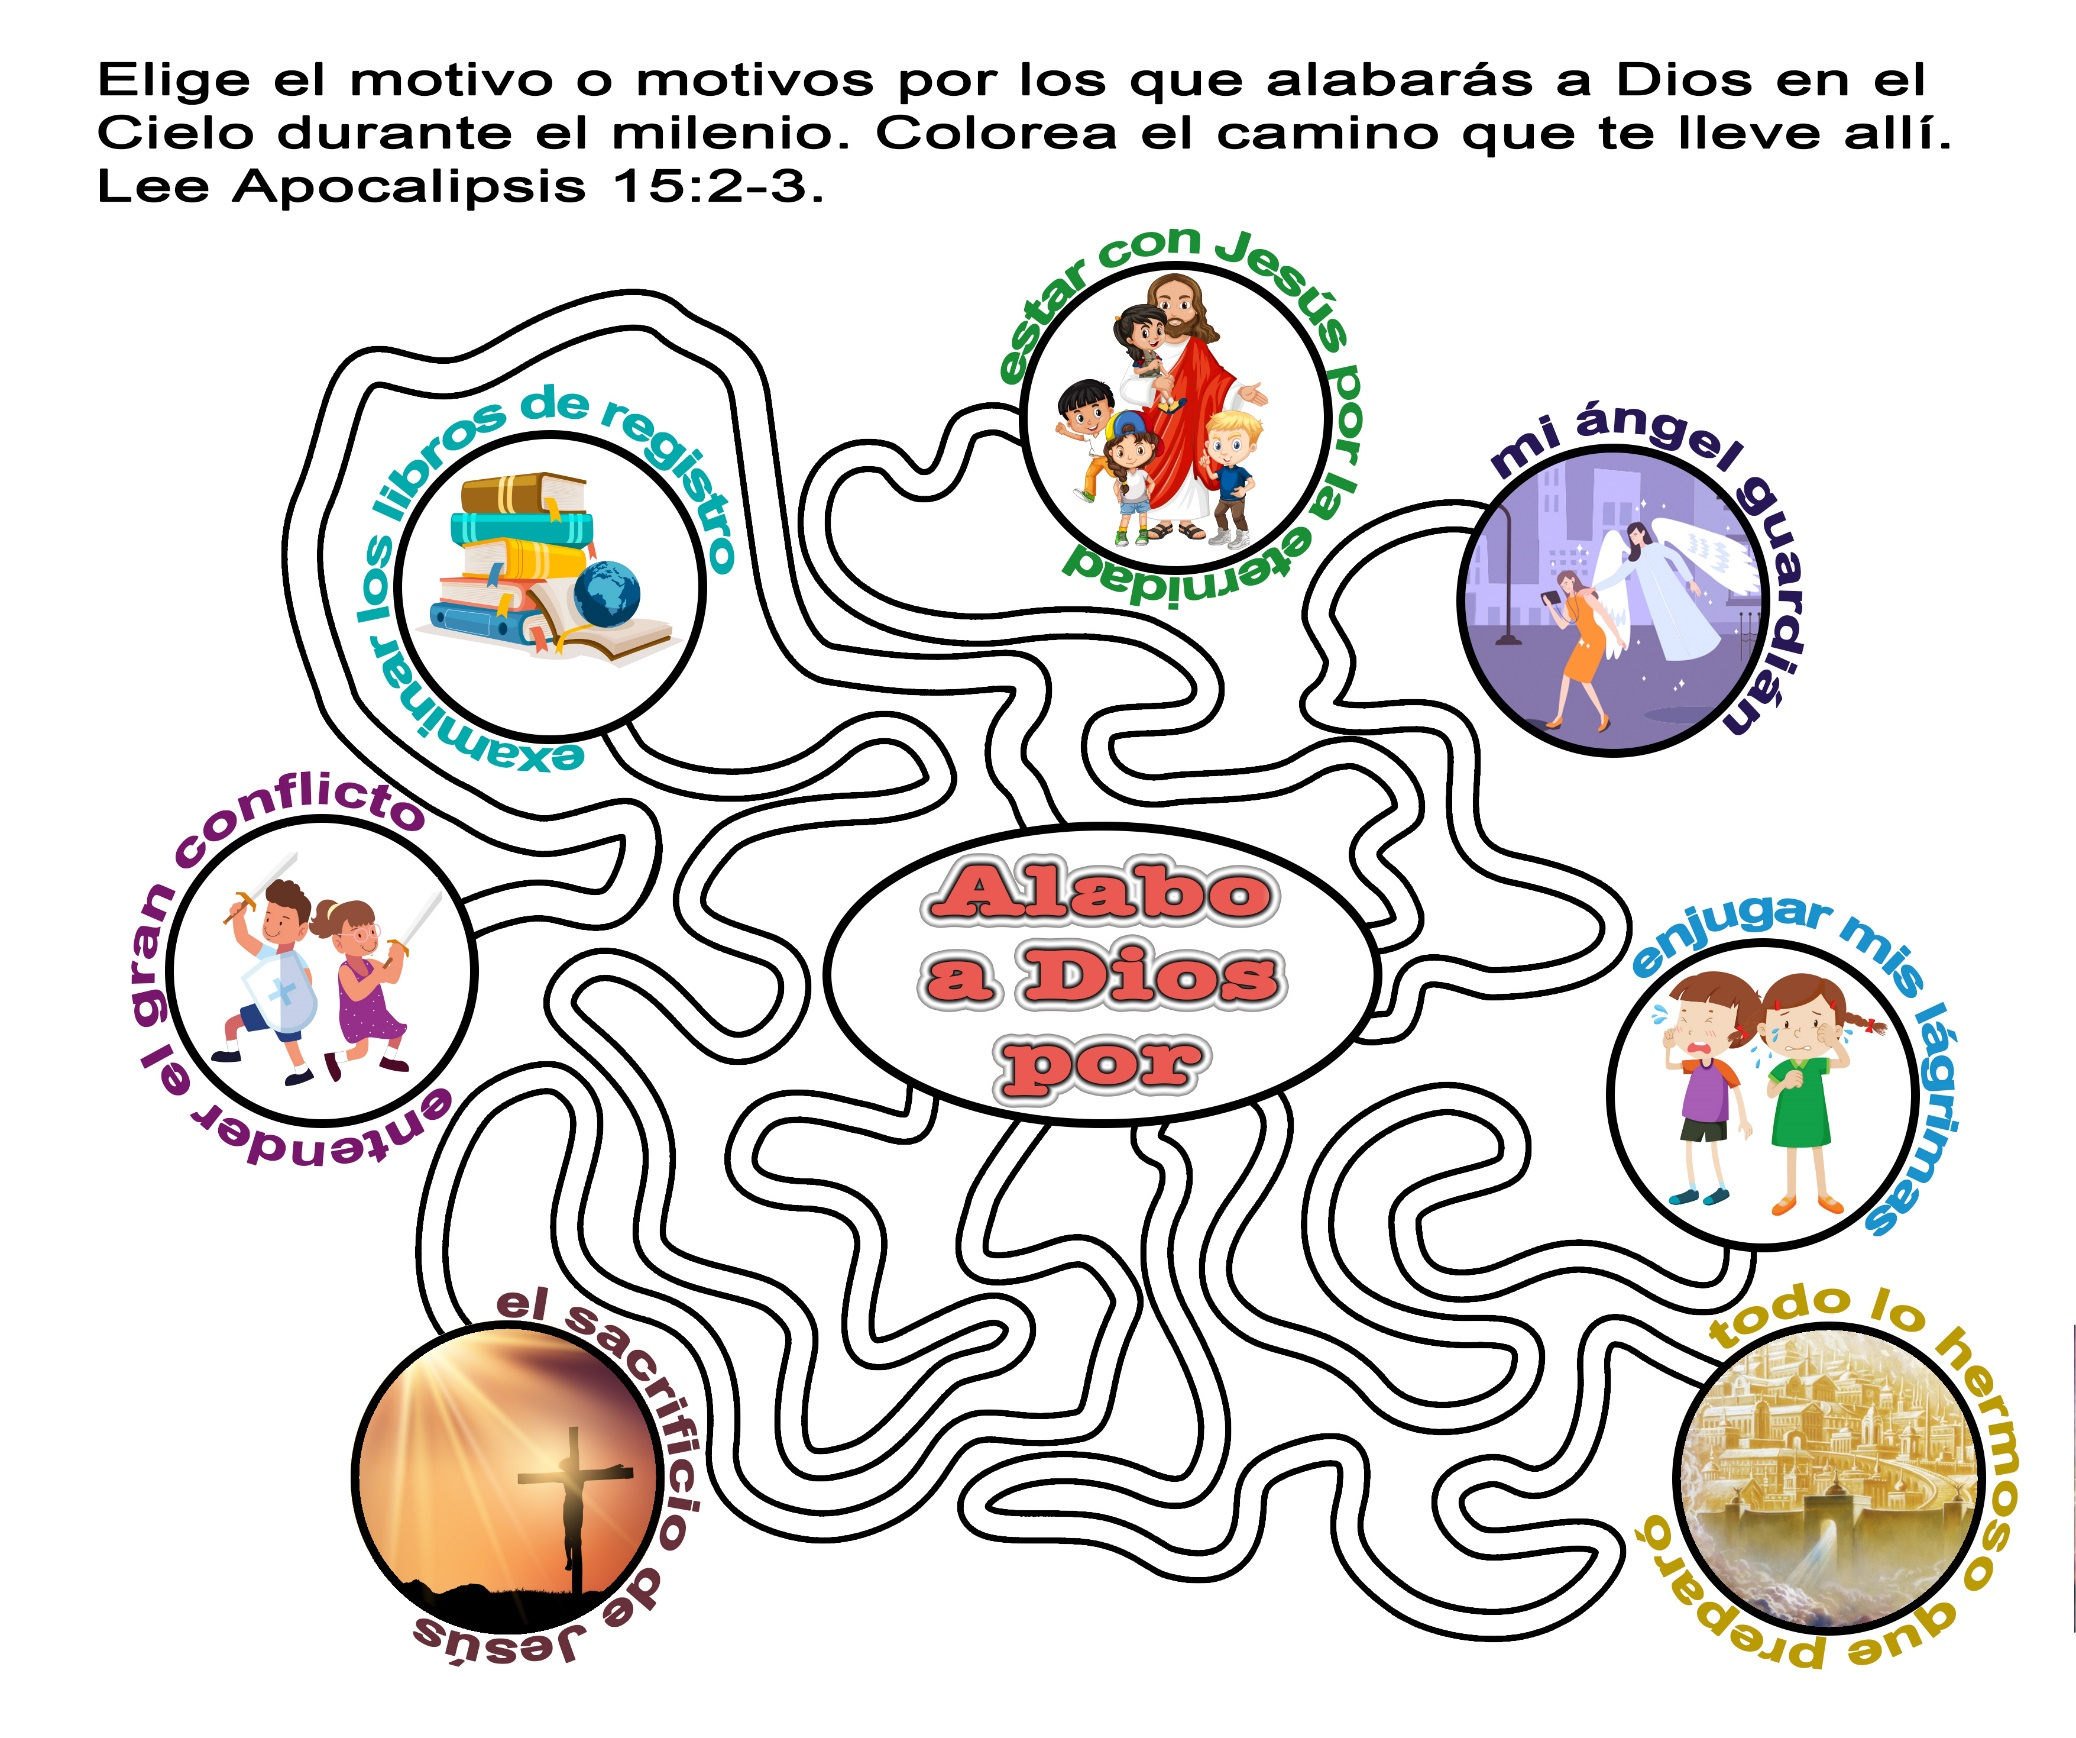 Elige el motivo o motivos por los que alabarás a Dios en el
Cielo durante el milenio. Colorea el camino que te lleve allí.
Lee Apocalipsis 15:2-3.
estar con Jesús por la eternidad
examinar los libros de registro
mi ángel guardián
entender el gran conflicto
Alabo
a Dios
por
enjugar mis lágrimas
el sacrificio de Jesús
todo lo hermoso que preparó